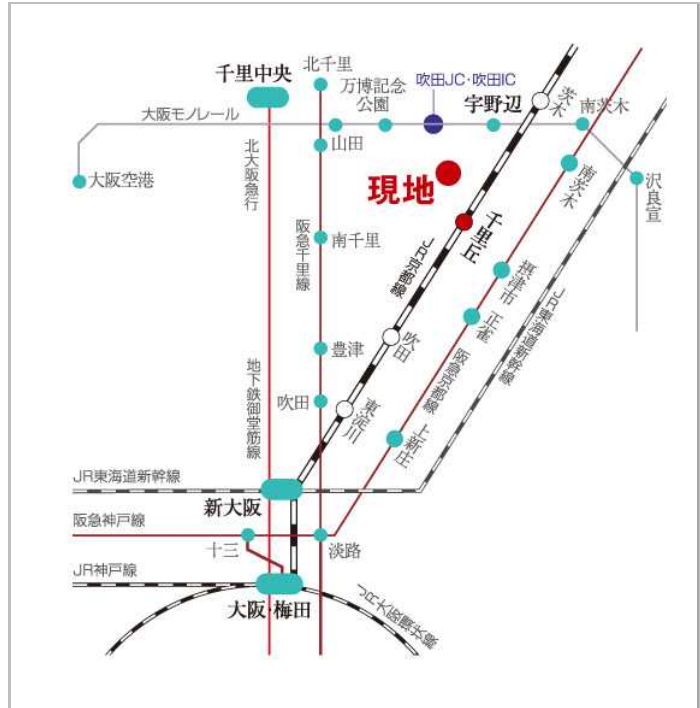 北千里
千里中央
吹田JC・吹田IC
万博記念
公園
宇野辺
茨木
南茨木
大阪モノレール
山田
大阪空港
北大阪急行
現地
南茨木
沢良宜
千里丘
阪急千里線
南千里
JR京都線
摂津市
正雀
JR東海道新幹線
吹田
豊津
阪急京都線
地下鉄御堂筋線
吹田
東淀川
上新庄
JR東海道新幹線
新大阪
阪急神戸線
十三
淡路
JR神戸線
大阪・梅田
JR大阪環状線